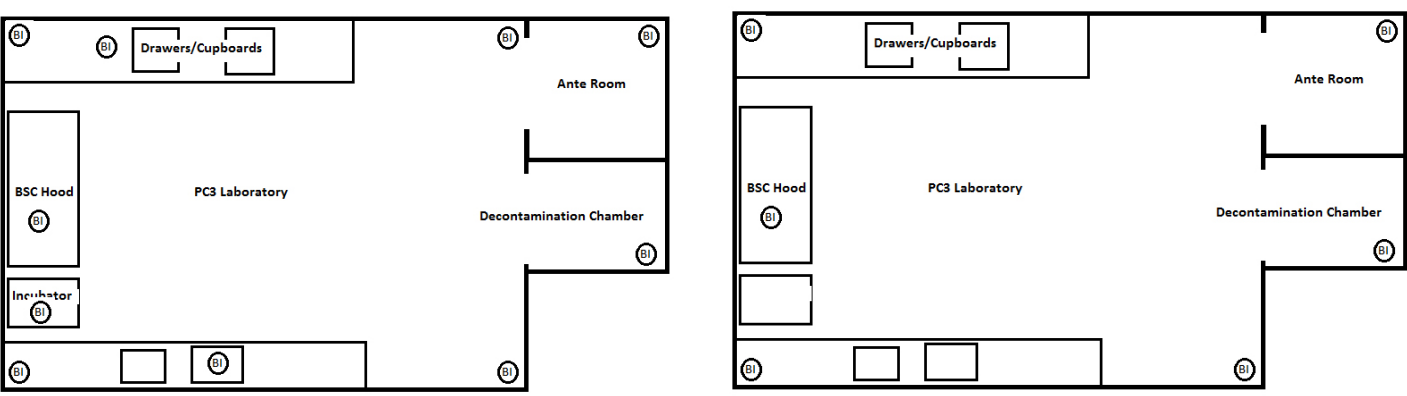 BI
BI
Drawers/Cupboards
BI
BI
Ante Room
BSC Hood
PC3 Laboratory
Decontamination Chamber
BI
BI
Incubator
BI
BI
BI
BI
BI
Drawers/Cupboards
BI
Ante Room
BSC Hood
PC3 Laboratory
Decontamination Chamber
BI
BI
BI
BI